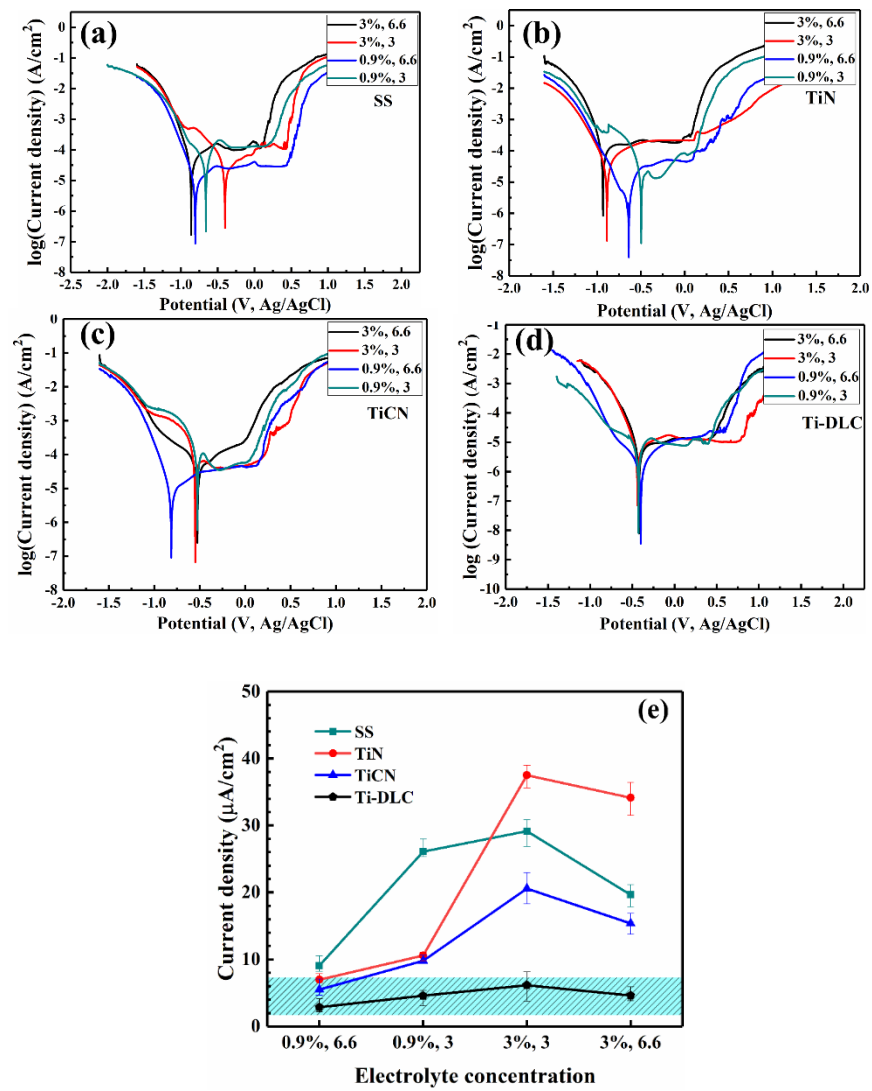 (a)
3%, 6.6
3%, 3
0.9%, 6.6
0.9%, 3
SS
log(Current density) (A/cm²)
0
-1
-2
-3
-4
-5
-6
-7
-8
-2.5 -2.0 -1.5 -1.0 -0.5 0.0 0.5 1.0 1.5 2.0
Potential (V, Ag/AgCl)
(b)
3%, 6.6
3%, 3
0.9%, 6.6
0.9%, 3
TiN
log(Current density) (A/cm²)
1
0
-1
-2
-3
-4
-5
-6
-7
-8
-2.0 -1.5 -1.0 -0.5 0.0 0.5 1.0 1.5 2.0
Potential (V, Ag/AgCl)
(c)
3%, 6.6
3%, 3
0.9%, 6.6
0.9%, 3
TiCN
log(Current density) (A/cm²)
0
-1
-2
-3
-4
-5
-6
-7
-8
-2.0 -1.5 -1.0 -0.5 0.0 0.5 1.0 1.5 2.0
Potential (V, Ag/AgCl)
(d)
3%, 6.6
3%, 3
0.9%, 6.6
0.9%, 3
Ti-DLC
log (Current density) (A/cm²)
-1
-2
-3
-4
-5
-6
-7
-8
-9
-10
-2.0 -1.5 -1.0 -0.5 0.0 0.5 1.0 1.5 2.0
Potential (V, Ag/AgCl)
(e)
SS
TiN
TiCN
Ti-DLC
Current density (μA/cm²)
50
40
30
20
10
0
0.9%, 6.6 0.9%, 3 3%, 3 3%, 6.6
Electrolyte concentration